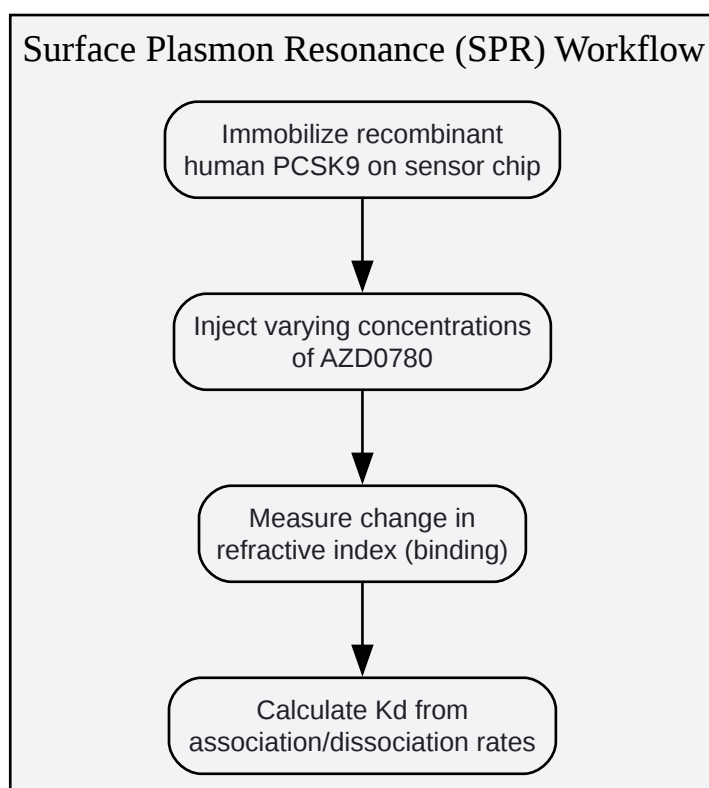 Surface Plasmon Resonance (SPR) Workflow
Immobilize recombinant
human PCSK9 on sensor chip
Inject varying concentrations
of AZD0780
Measure change in
refractive index (binding)
Calculate Kd from
association/dissociation rates